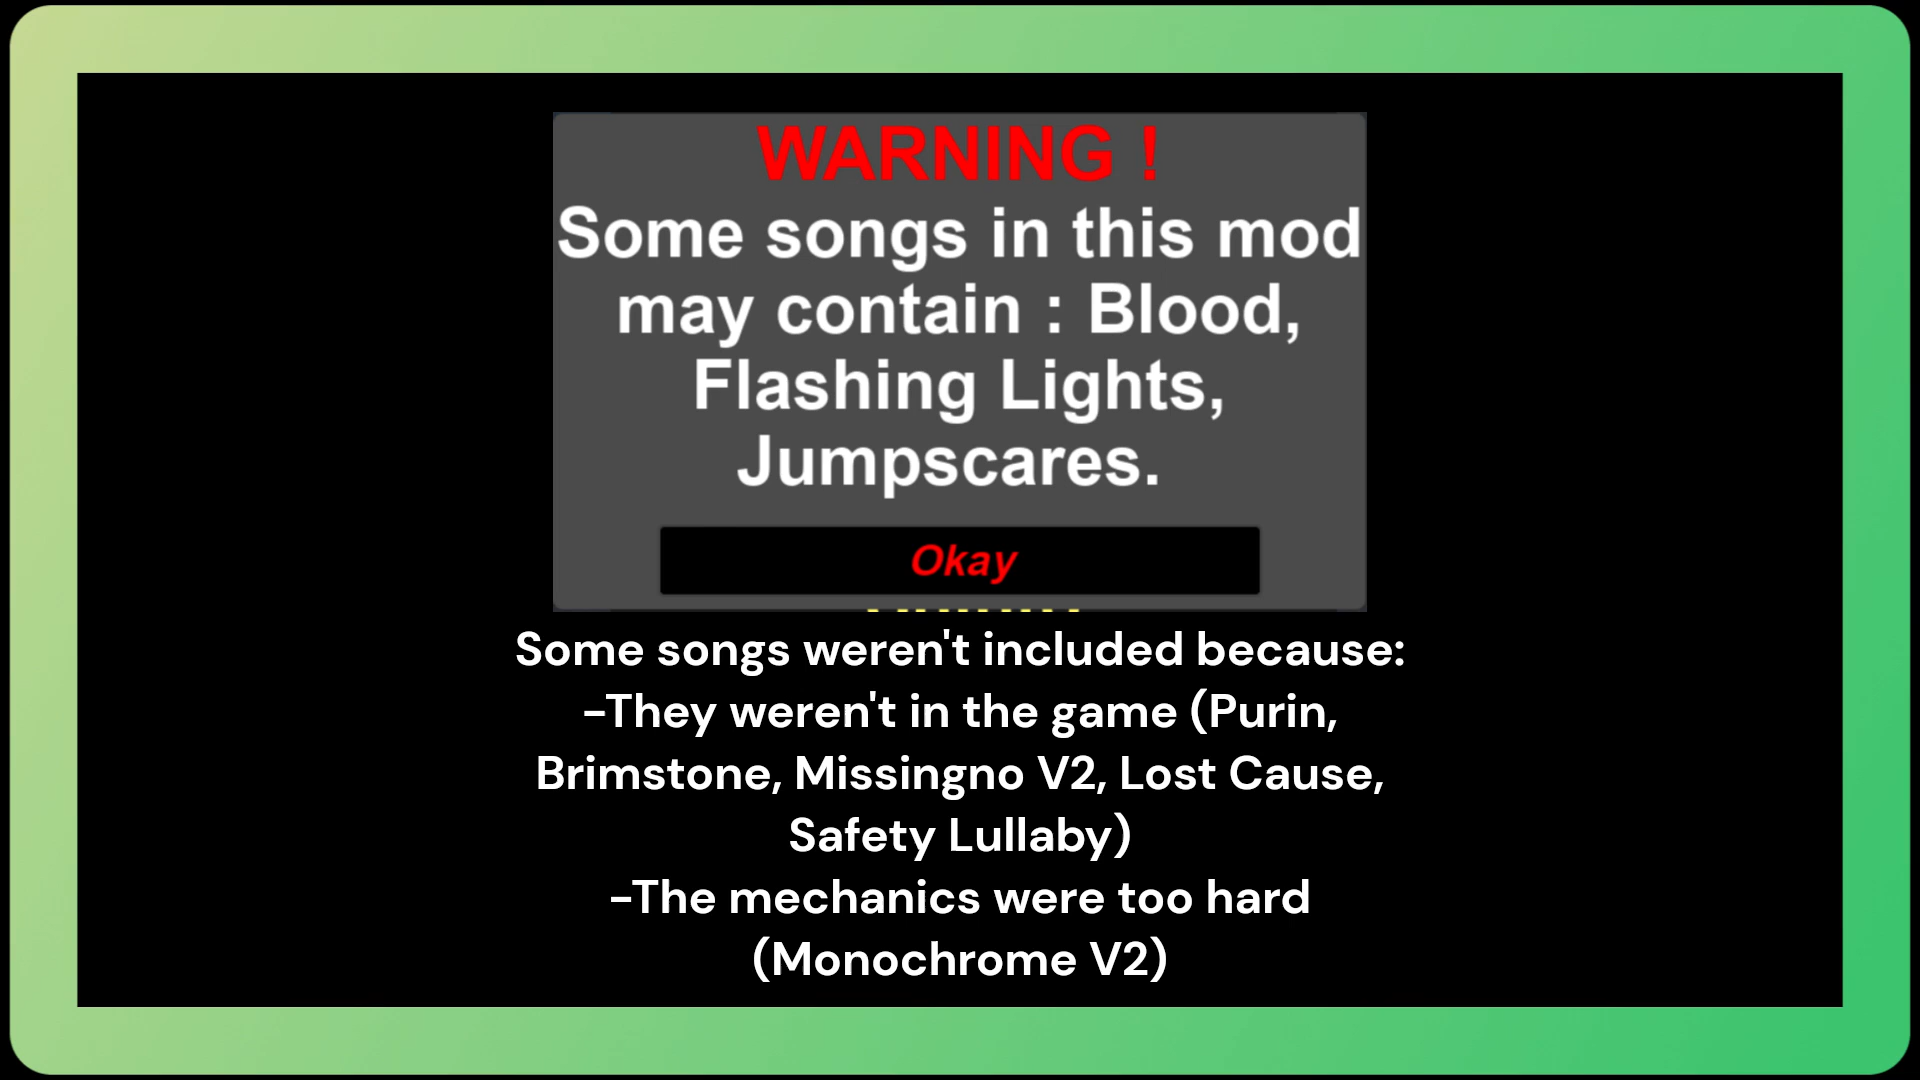 WARNING !
Some songs in this mod
may contain : Blood,
Flashing Lights,
Jumpscares.
Okay
Some songs weren't included because:
-They weren't in the game (Purin,
Brimstone, Missingno V2, Lost Cause,
Safety Lullaby)
-The mechanics were too hard
(Monochrome V2)